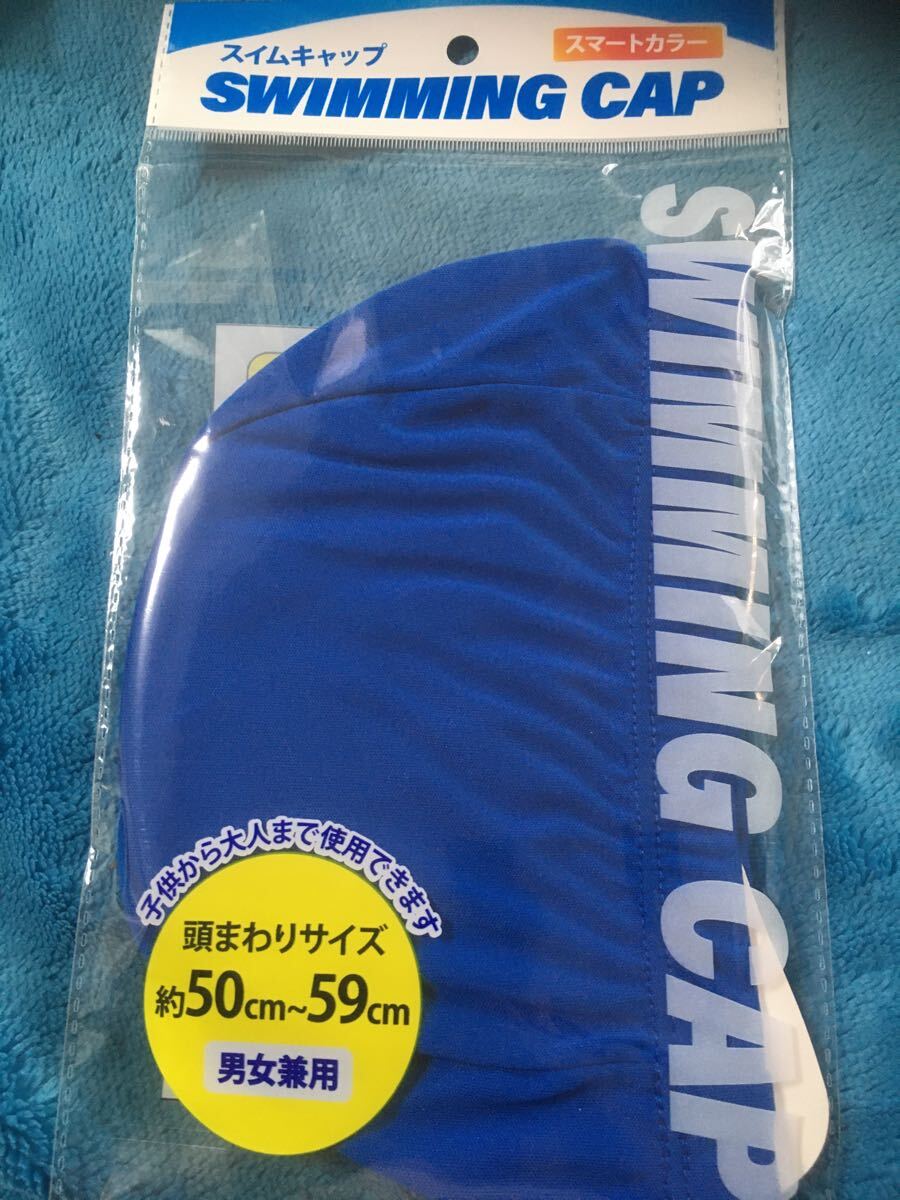 スイムキャップ
スマートカラー
SWIMMING CAP
SWIMMING CAP
子供から大人まで使用できます
頭まわりサイズ
約50cm~59cm
男女兼用